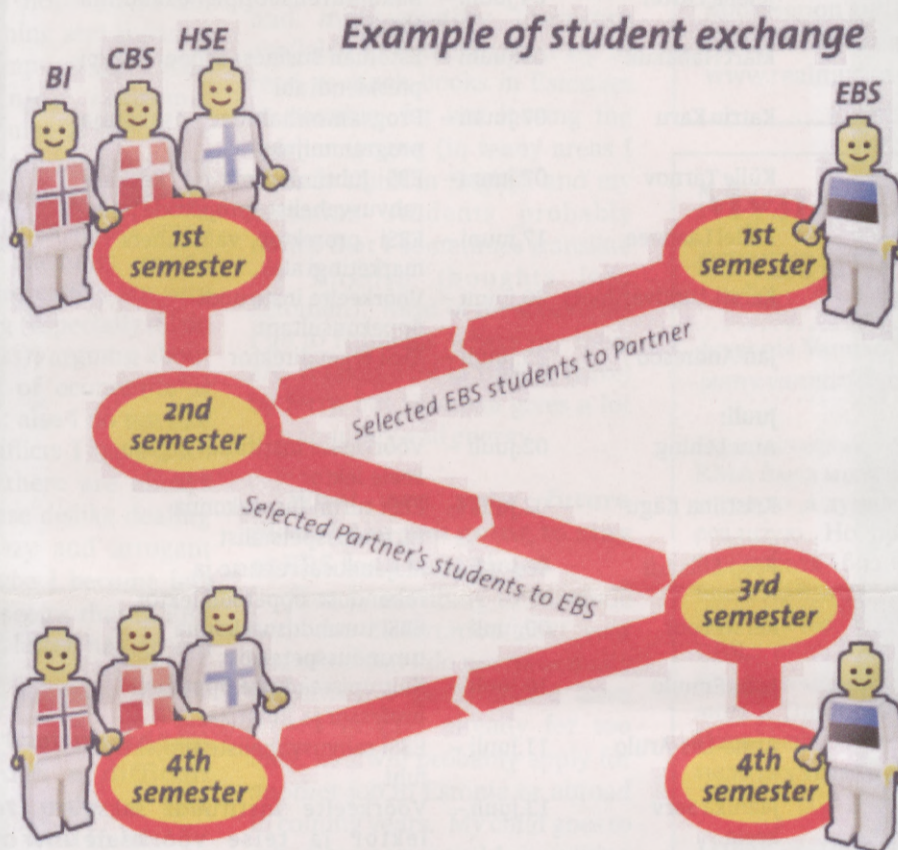 Example of student exchange
BI
CBS
HSE
EBS
1st
semester
1st
semester
Selected EBS students to Partner
2nd
semester
Selected Partner's students to EBS
3rd
semester
4th
semester
4th
semester